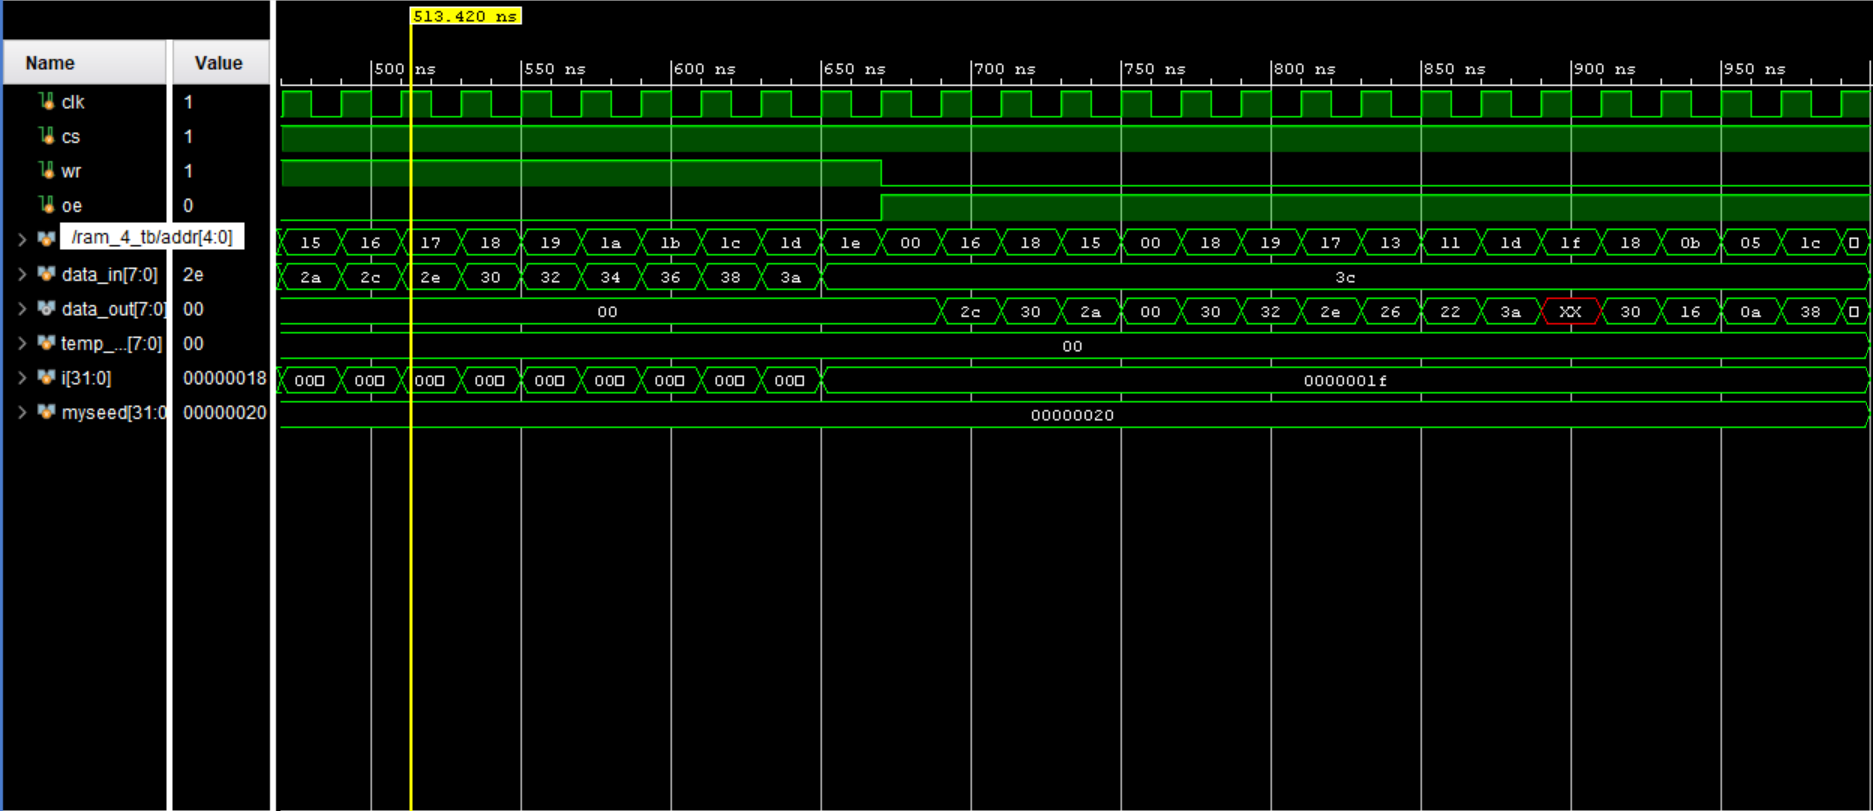 513.420 ns
Name Value
500 ns 550 ns 600 ns 650 ns 700 ns 750 ns 800 ns 850 ns 900 ns 950 ns
clk 1
cs 1
wr 1
oe 0
/ram_4_tb/addr[4:0] 15 16 17 18 19 1a 1b 1c 1d 1e 00 16 18 15 00 18 19 17 13 11 1d 1f 18 0b 05 1c
data_in[7:0] 2e 2a 2c 2e 30 32 34 36 38 3a 3c
data_out[7:0] 00 00 2c 30 2a 00 30 32 2e 26 22 3a XX 30 16 0a 38
temp_...[7:0] 00 00
i[31:0] 00000018 00 00 00 00 00 00 00 00 00 0000001f
myseed[31:0 00000020 00000020